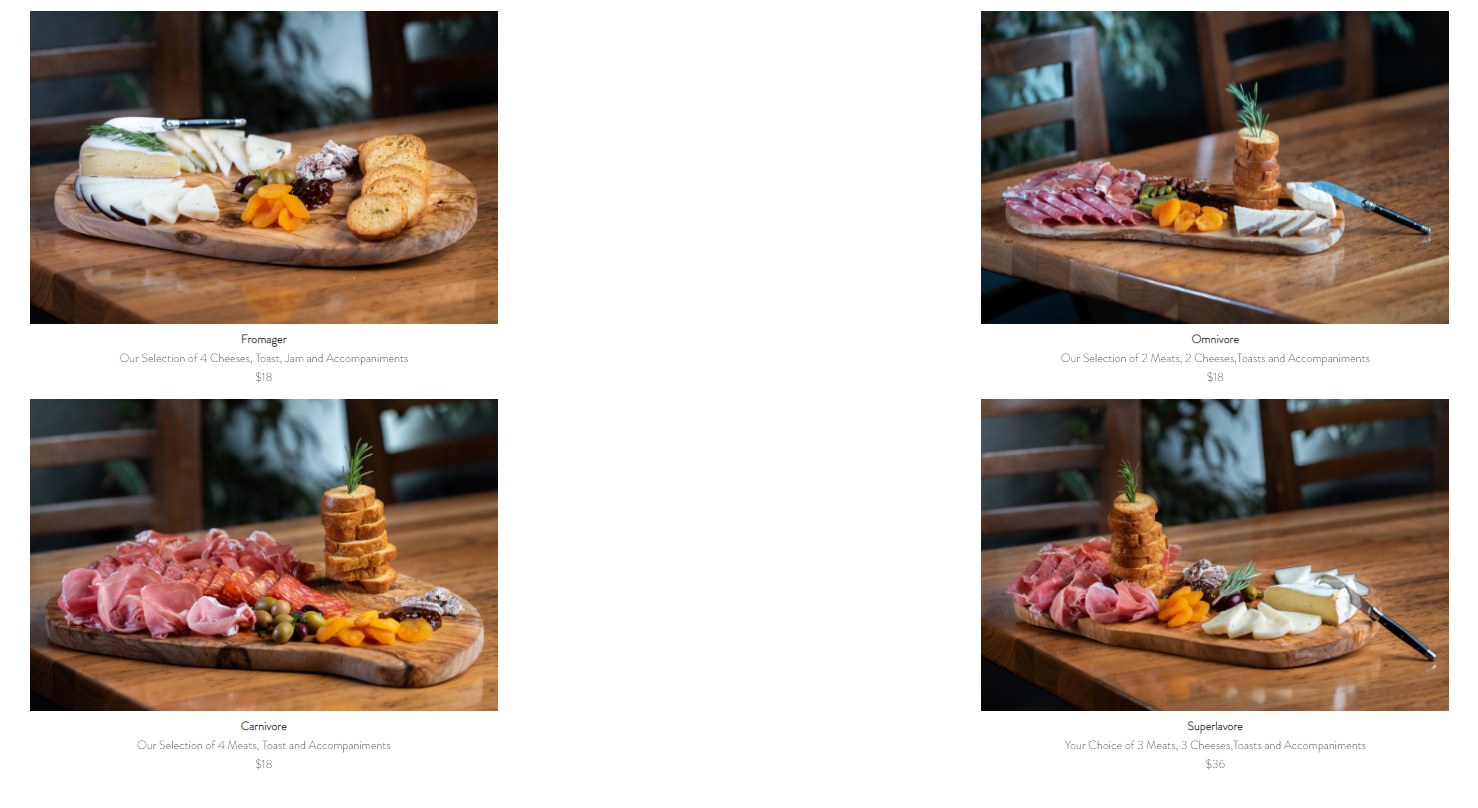 Fromager
Our Selection of 4 Cheeses, Toast, Jam and Accompaniments
$18
Omnivore
Our Selection of 2 Meats, 2 Cheeses,Toasts and Accompaniments
$18
Carnivore
Our Selection of 4 Meats, Toast and Accompaniments
$18
Superlavore
Your Choice of 3 Meats, 3 Cheeses,Toasts and Accompaniments
$36